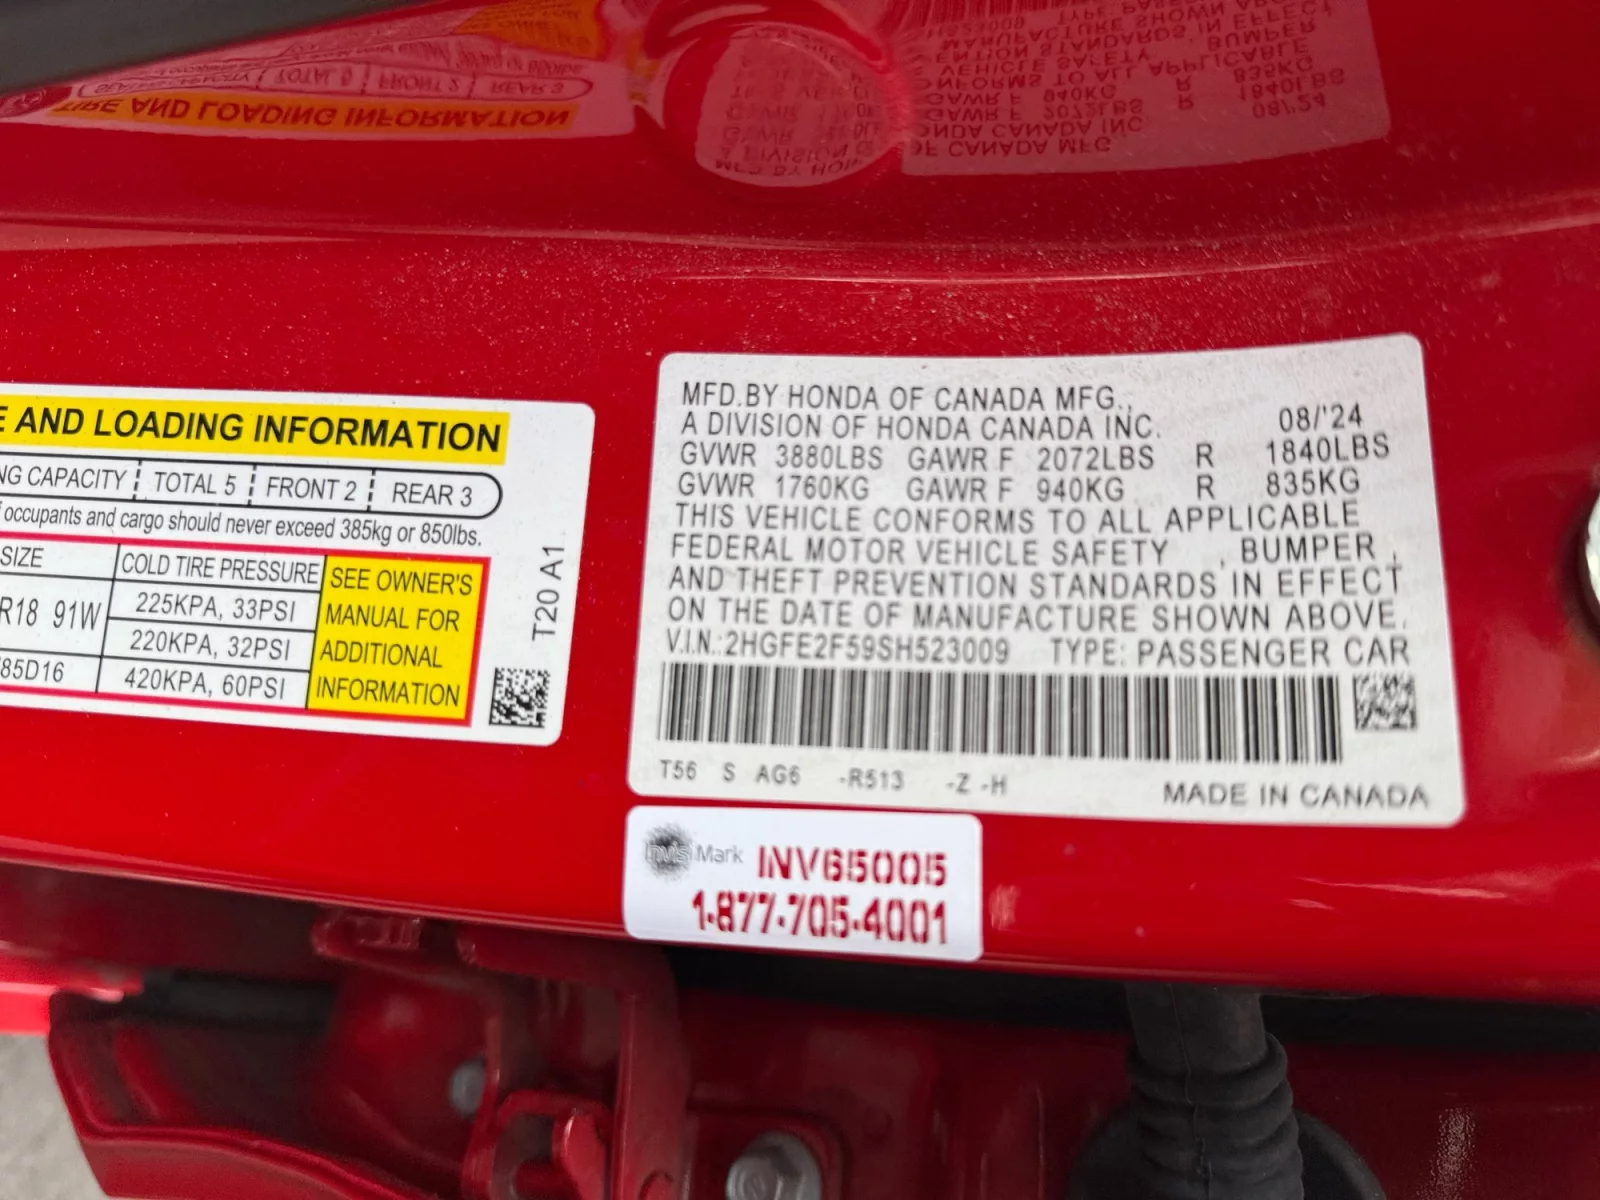 E AND LOADING INFORMATION
NG CAPACITY TOTAL 5 FRONT 2 REAR 3
occupants and cargo should never exceed 385kg or 850lbs.
SIZE COLD TIRE PRESSURE
R18 91W 225KPA, 33PSI
220KPA, 32PSI
85D16 420KPA, 60PSI
SEE OWNER'S
MANUAL FOR
ADDITIONAL
INFORMATION
T20 A1
MFD.BY HONDA OF CANADA MFG.,
A DIVISION OF HONDA CANADA INC. 08/'24
GVWR 3880LBS GAWR F 2072LBS R 1840LBS
GVWR 1760KG GAWR F 940KG R 835KG
THIS VEHICLE CONFORMS TO ALL APPLICABLE
FEDERAL MOTOR VEHICLE SAFETY , BUMPER ,
AND THEFT PREVENTION STANDARDS IN EFFECT
ON THE DATE OF MANUFACTURE SHOWN ABOVE.
V.I.N.:2HGFE2F59SH523009 TYPE: PASSENGER CAR
T56 S AG6 -R513 -Z -H
MADE IN CANADA
invis Mark INV65005
1-877-705-4001